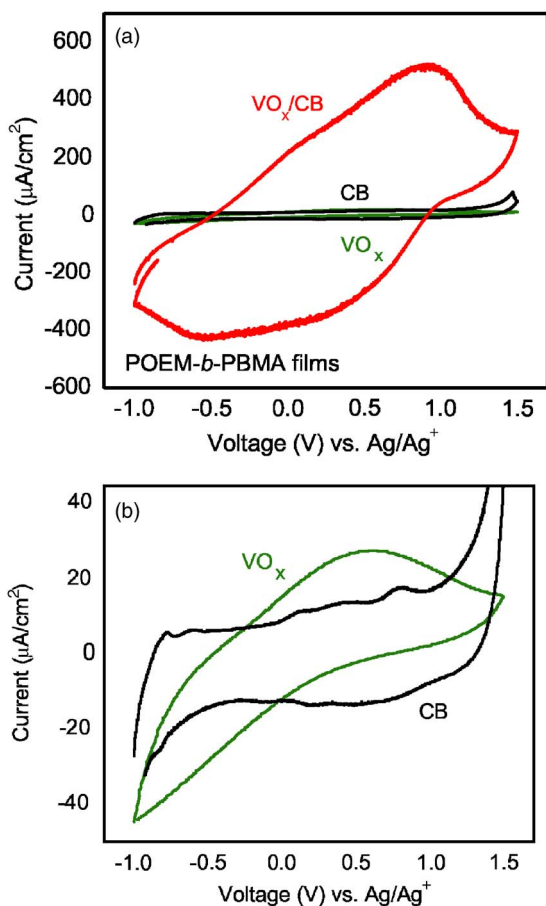 (a)
600
400
200
0
-200
-400
-600
Current (μA/cm²)
VOₓ/CB
CB
VOₓ
POEM-b-PBMA films
-1.0 -0.5 0.0 0.5 1.0 1.5
Voltage (V) vs. Ag/Ag⁺
(b)
40
20
0
-20
-40
Current (μA/cm²)
VOₓ
CB
-1.0 -0.5 0.0 0.5 1.0 1.5
Voltage (V) vs. Ag/Ag⁺